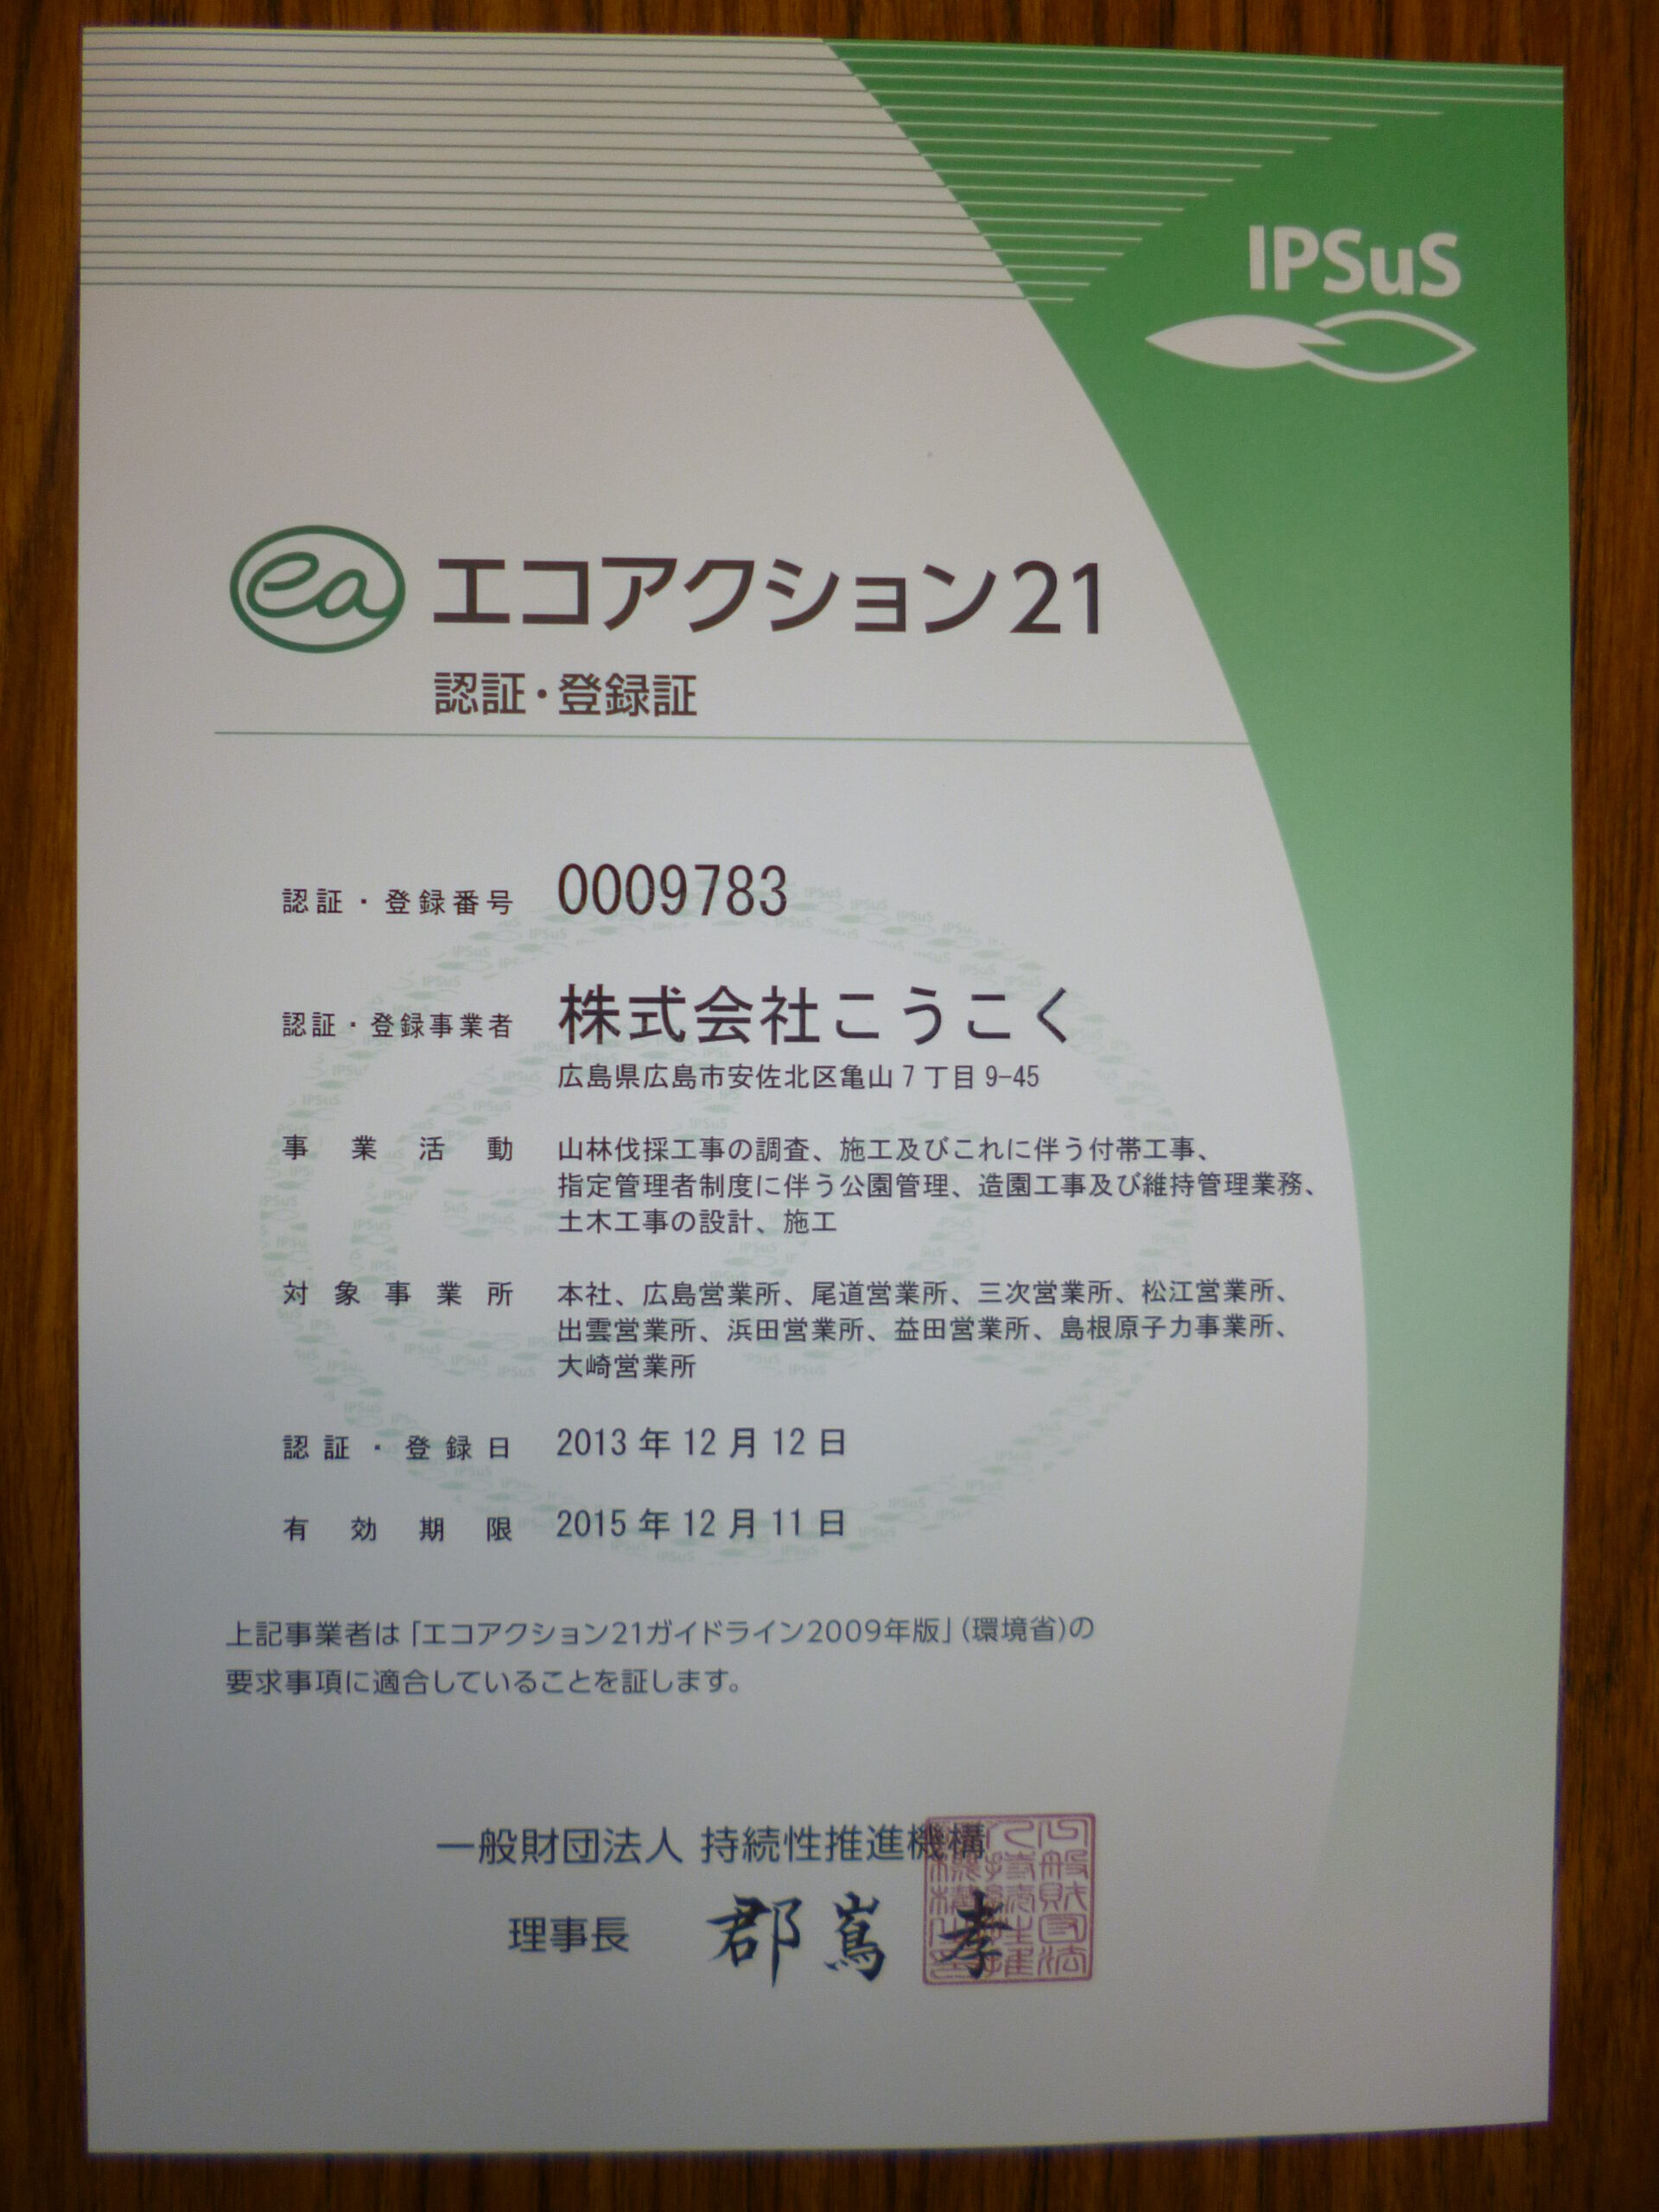 IPSuS
ea エコアクション21
認証・登録証
認証・登録番号 0009783
認証・登録事業者 株式会社こうこく
広島県広島市安佐北区亀山7丁目9-45
事業活動 山林伐採工事の調査、施工及びこれに伴う付帯工事、
指定管理者制度に伴う公園管理、造園工事及び維持管理業務、
土木工事の設計、施工
対象事業所 本社、広島営業所、尾道営業所、三次営業所、松江営業所、
出雲営業所、浜田営業所、益田営業所、島根原子力事業所、
大崎営業所
認証・登録日 2013年12月12日
有効期限 2015年12月11日
上記事業者は「エコアクション21ガイドライン2009年版」(環境省)の
要求事項に適合していることを証します。
一般財団法人 持続性推進機構
理事長 郡嶌 孝